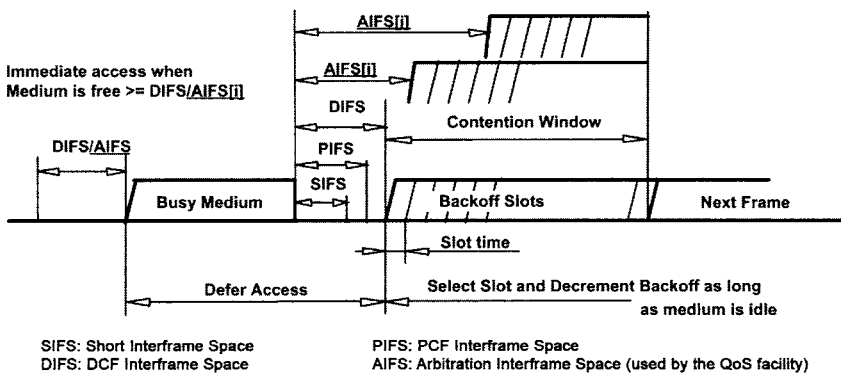 AIFS[j]
AIFS[i]
Immediate access when
Medium is free >= DIFS/AIFS[i]
DIFS
Contention Window
DIFS/AIFS
PIFS
SIFS
Busy Medium
Backoff Slots
Next Frame
Slot time
Defer Access
Select Slot and Decrement Backoff as long
as medium is idle
SIFS: Short Interframe Space
PIFS: PCF Interframe Space
DIFS: DCF Interframe Space
AIFS: Arbitration Interframe Space (used by the QoS facility)